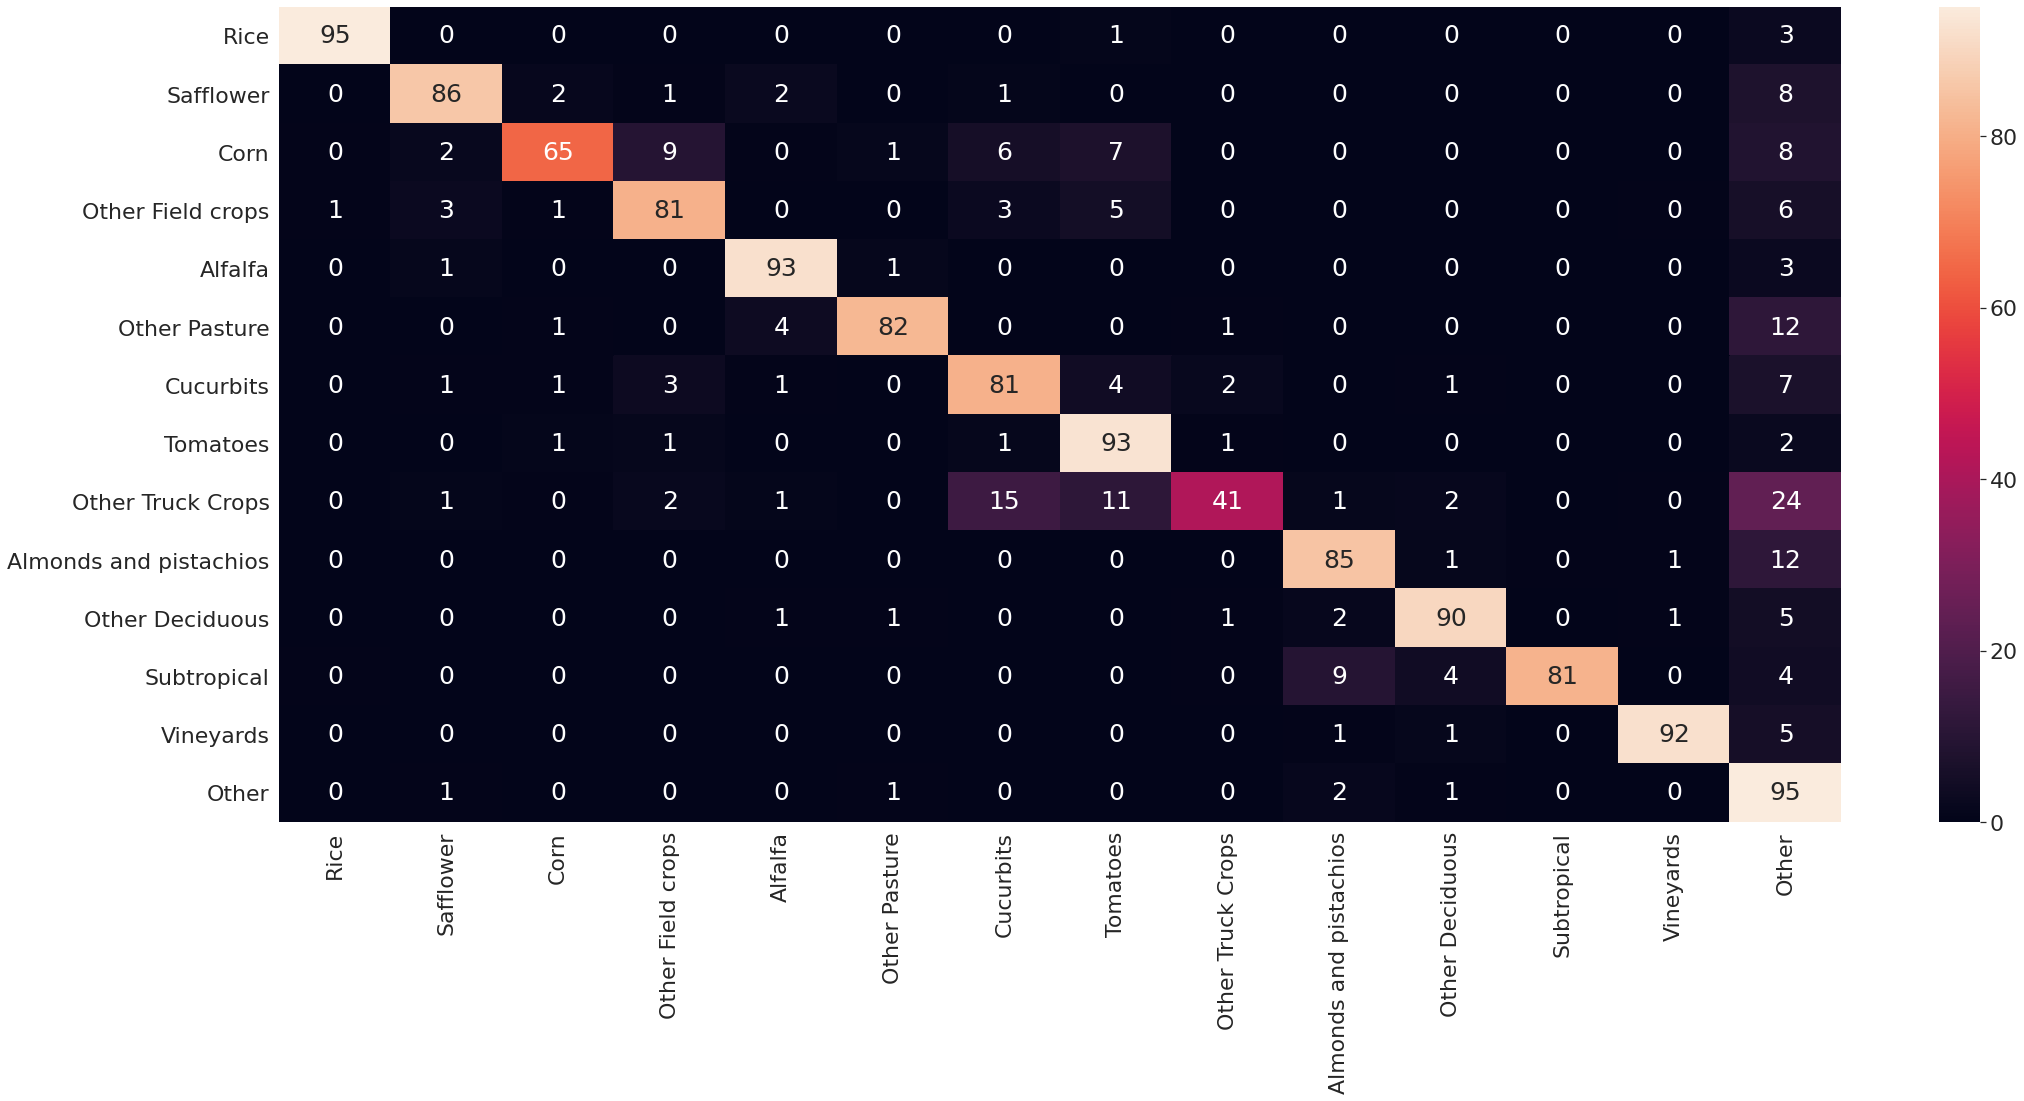 Rice 95 0 0 0 0 0 0 1 0 0 0 0 0 3
Safflower 0 86 2 1 2 0 1 0 0 0 0 0 0 8
Corn 0 2 65 9 0 1 6 7 0 0 0 0 0 8
Other Field crops 1 3 1 81 0 0 3 5 0 0 0 0 0 6
Alfalfa 0 1 0 0 93 1 0 0 0 0 0 0 0 3
Other Pasture 0 0 1 0 4 82 0 0 1 0 0 0 0 12
Cucurbits 0 1 1 3 1 0 81 4 2 0 1 0 0 7
Tomatoes 0 0 1 1 0 0 1 93 1 0 0 0 0 2
Other Truck Crops 0 1 0 2 1 0 15 11 41 1 2 0 0 24
Almonds and pistachios 0 0 0 0 0 0 0 0 0 85 1 0 1 12
Other Deciduous 0 0 0 0 1 1 0 0 1 2 90 0 1 5
Subtropical 0 0 0 0 0 0 0 0 0 9 4 81 0 4
Vineyards 0 0 0 0 0 0 0 0 0 1 1 0 92 5
Other 0 1 0 0 0 1 0 0 0 2 1 0 0 95
Rice
Safflower
Corn
Other Field crops
Alfalfa
Other Pasture
Cucurbits
Tomatoes
Other Truck Crops
Almonds and pistachios
Other Deciduous
Subtropical
Vineyards
Other
80
60
40
20
0